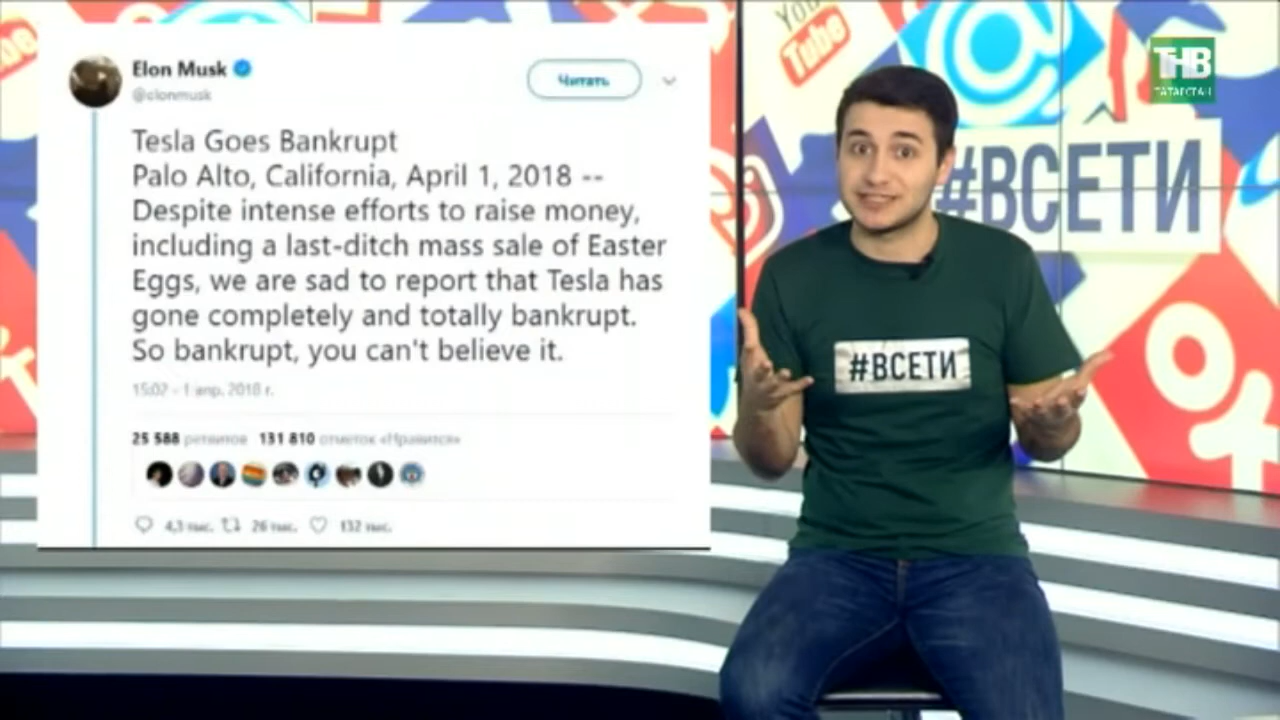 Elon Musk
@elonmusk
Читать
Tesla Goes Bankrupt
Palo Alto, California, April 1, 2018 --
Despite intense efforts to raise money,
including a last-ditch mass sale of Easter
Eggs, we are sad to report that Tesla has
gone completely and totally bankrupt.
So bankrupt, you can't believe it.
15:02 - 1 апр. 2018 г.
25 588 ретвитов 131 810 отметок «Нравится»
4,3 тыс. 26 тыс. 132 тыс.
You
Tube
ТНВ
ТАТАРСТАН
#ВСЕТИ
#ВСЕТИ